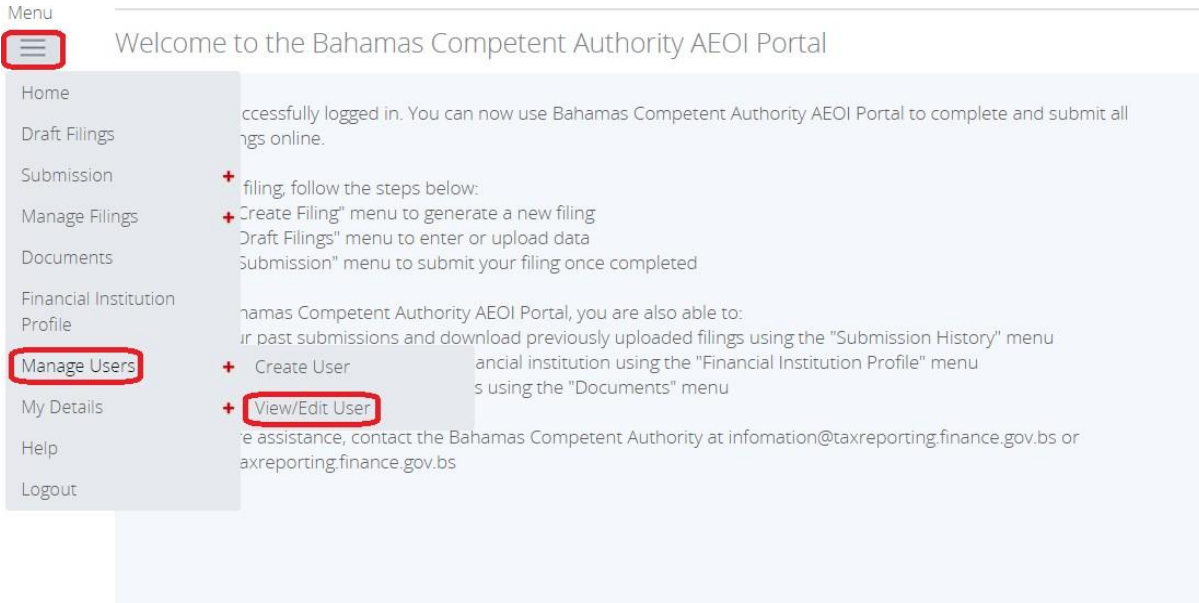 Menu
Welcome to the Bahamas Competent Authority AEOI Portal
Home
Draft Filings
Submission +
Manage Filings +
Documents
Financial Institution
Profile
Manage Users +
My Details +
Help
Logout
Create User
View/Edit User
ccessfully logged in. You can now use Bahamas Competent Authority AEOI Portal to complete and submit all
ngs online.
filing, follow the steps below:
Create Filing" menu to generate a new filing
Draft Filings" menu to enter or upload data
Submission" menu to submit your filing once completed
hamas Competent Authority AEOI Portal, you are also able to:
ur past submissions and download previously uploaded filings using the "Submission History" menu
ancial institution using the "Financial Institution Profile" menu
s using the "Documents" menu
e assistance, contact the Bahamas Competent Authority at infomation@taxreporting.finance.gov.bs or
axreporting.finance.gov.bs